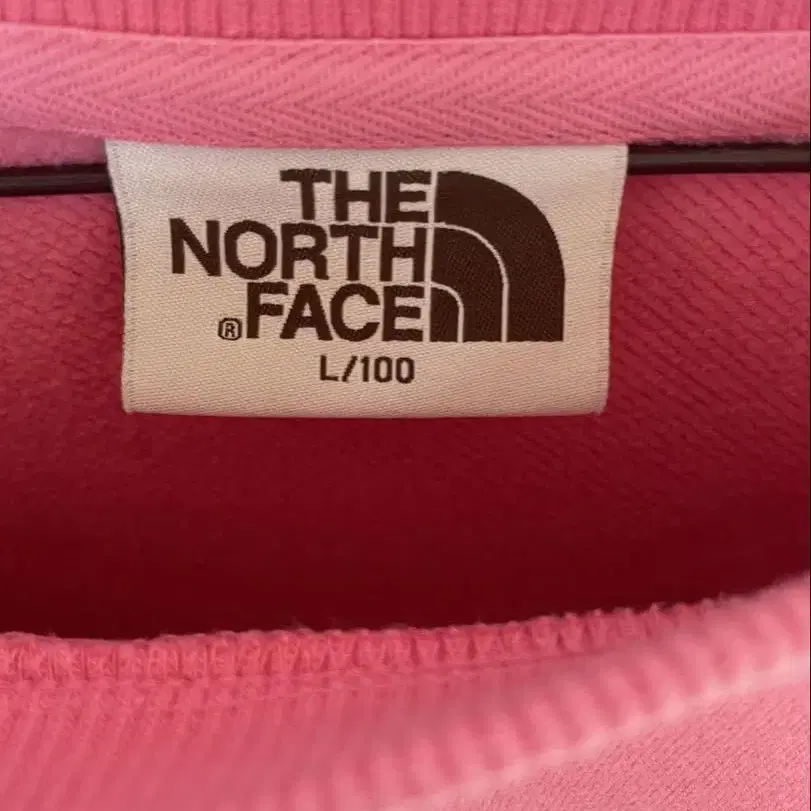 THE
NORTH
® FACE
L/100